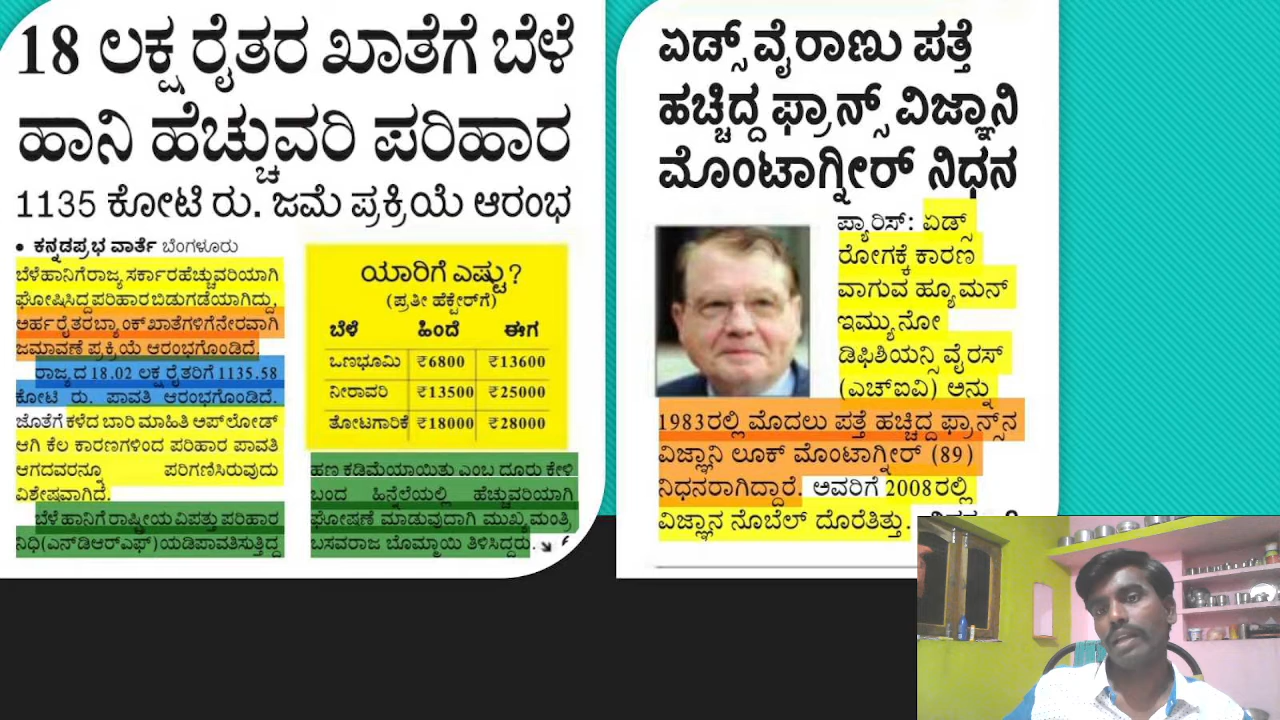 18 ಲಕ್ಷ ರೈತರ ಖಾತೆಗೆ ಬೆಳೆ
ಹಾನಿ ಹೆಚ್ಚುವರಿ ಪರಿಹಾರ
1135 ಕೋಟಿ ರು. ಜಮೆ ಪ್ರಕ್ರಿಯೆ ಆರಂಭ
• ಕನ್ನಡಪ್ರಭ ವಾರ್ತೆ ಬೆಂಗಳೂರು
ಬೆಳೆಹಾನಿಗೆ ರಾಜ್ಯ ಸರ್ಕಾರ ಹೆಚ್ಚುವರಿಯಾಗಿ
ಘೋಷಿಸಿದ್ದ ಪರಿಹಾರ ಬಿಡುಗಡೆಯಾಗಿದ್ದು,
ಅರ್ಹ ರೈತರ ಬ್ಯಾಂಕ್ ಖಾತೆಗಳಿಗೆ ನೇರವಾಗಿ
ಜಮಾವಣೆ ಪ್ರಕ್ರಿಯೆ ಆರಂಭಗೊಂಡಿದೆ.
ರಾಜ್ಯದ 18.02 ಲಕ್ಷ ರೈತರಿಗೆ 1135.58
ಕೋಟಿ ರು. ಪಾವತಿ ಆರಂಭಗೊಂಡಿದೆ.
ಜೊತೆಗೆ ಕಳೆದ ಬಾರಿ ಮಾಹಿತಿ ಅಪ್‌ಲೋಡ್
ಆಗಿ ಕೆಲ ಕಾರಣಗಳಿಂದ ಪರಿಹಾರ ಪಾವತಿ
ಆಗದವರನ್ನೂ ಪರಿಗಣಿಸಿರುವುದು
ವಿಶೇಷವಾಗಿದೆ.
ಬೆಳೆ ಹಾನಿಗೆ ರಾಷ್ಟ್ರೀಯ ವಿಪತ್ತು ಪರಿಹಾರ
ನಿಧಿ (ಎನ್‌ಡಿಆರ್‌ಎಫ್) ಯಡಿ ಪಾವತಿಸುತ್ತಿದ್ದ
ಯಾರಿಗೆ ಎಷ್ಟು?
(ಪ್ರತೀ ಹೆಕ್ಟೇರ್‌ಗೆ)
ಬೆಳೆ ಹಿಂದೆ ಈಗ
ಒಣಭೂಮಿ ₹6800 ₹13600
ನೀರಾವರಿ ₹13500 ₹25000
ತೋಟಗಾರಿಕೆ ₹18000 ₹28000
ಹಣ ಕಡಿಮೆಯಾಯಿತು ಎಂಬ ದೂರು ಕೇಳಿ
ಬಂದ ಹಿನ್ನೆಲೆಯಲ್ಲಿ ಹೆಚ್ಚುವರಿಯಾಗಿ
ಘೋಷಣೆ ಮಾಡುವುದಾಗಿ ಮುಖ್ಯಮಂತ್ರಿ
ಬಸವರಾಜ ಬೊಮ್ಮಾಯಿ ತಿಳಿಸಿದ್ದರು.
ಏಡ್ಸ್ ವೈರಾಣು ಪತ್ತೆ
ಹಚ್ಚಿದ್ದ ಫ್ರಾನ್ಸ್ ವಿಜ್ಞಾನಿ
ಮೊಂಟಾಗ್ನೀರ್ ನಿಧನ
ಪ್ಯಾರಿಸ್: ಏಡ್ಸ್
ರೋಗಕ್ಕೆ ಕಾರಣ
ವಾಗುವ ಹ್ಯೂಮನ್
ಇಮ್ಯುನೋ
ಡಿಫಿಶಿಯನ್ಸಿ ವೈರಸ್
(ಎಚ್ಐವಿ) ಅನ್ನು
1983ರಲ್ಲಿ ಮೊದಲು ಪತ್ತೆ ಹಚ್ಚಿದ್ದ ಫ್ರಾನ್ಸ್‌ನ
ವಿಜ್ಞಾನಿ ಲೂಕ್ ಮೊಂಟಾಗ್ನೀರ್ (89)
ನಿಧನರಾಗಿದ್ದಾರೆ. ಅವರಿಗೆ 2008ರಲ್ಲಿ
ವಿಜ್ಞಾನ ನೊಬೆಲ್ ದೊರೆತಿತ್ತು.